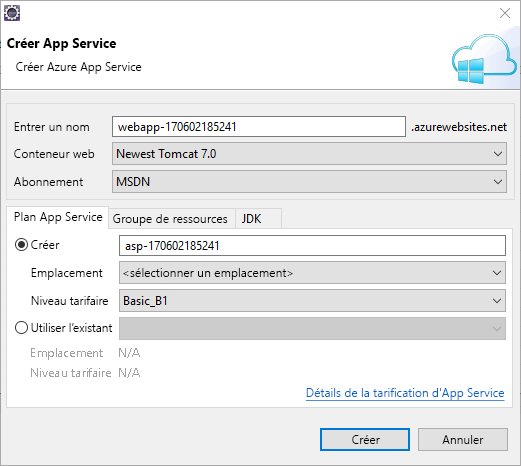 Créer App Service
Créer Azure App Service
Entrer un nom webapp-170602185241 .azurewebsites.net
Conteneur web Newest Tomcat 7.0
Abonnement MSDN
Plan App Service Groupe de ressources JDK
Créer asp-170602185241
Emplacement <sélectionner un emplacement>
Niveau tarifaire Basic_B1
Utiliser l'existant
Emplacement N/A
Niveau tarifaire N/A
Détails de la tarification d'App Service
Créer Annuler